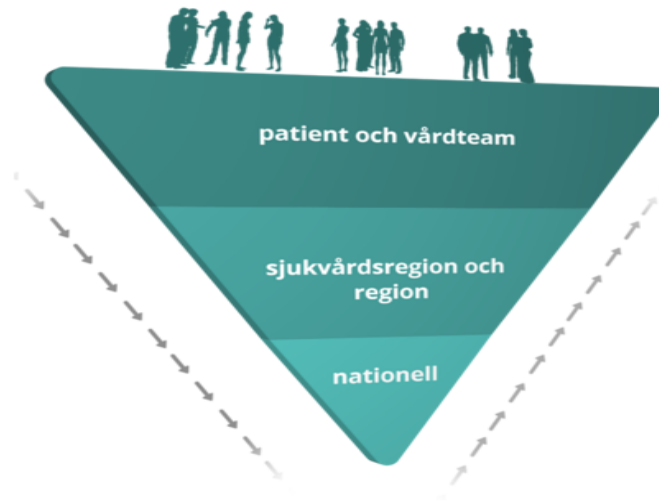 patient och vårdteam
sjukvårdsregion och
region
nationell